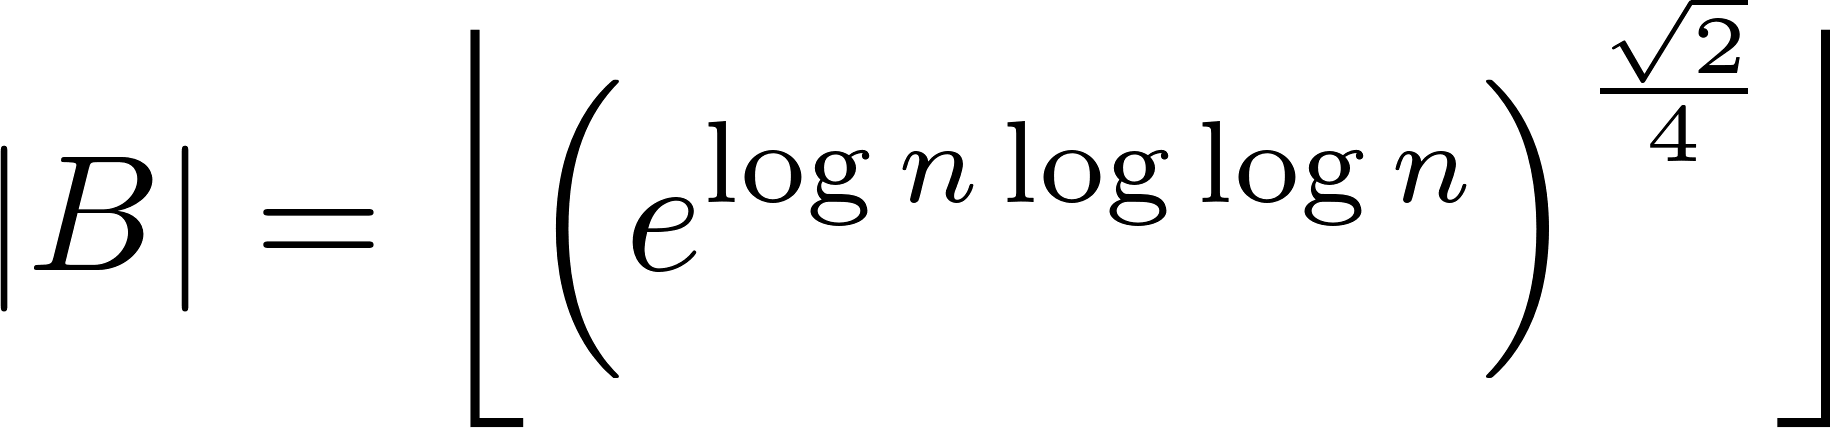 |B| = ⌊(e^{log n log log n})^{√2/4}⌋